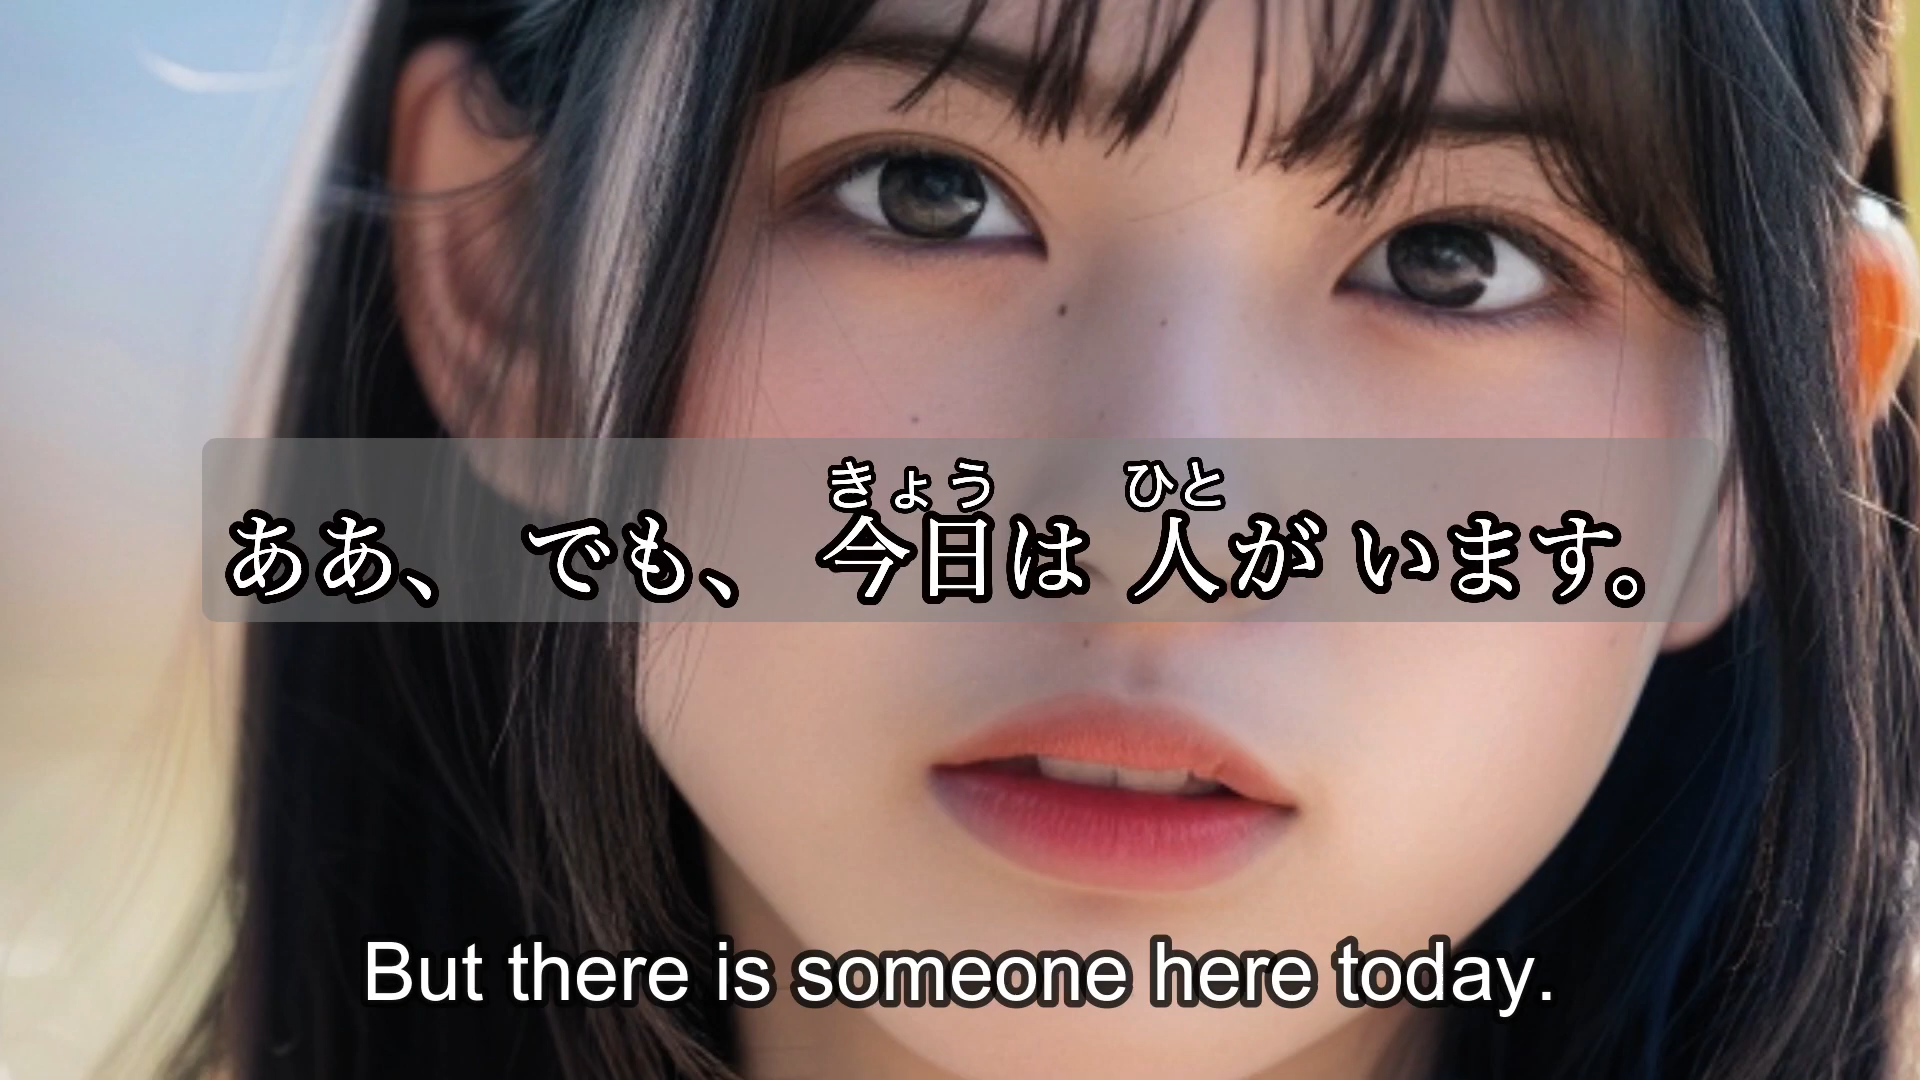 きょう ひと
ああ、 でも、 今日は 人が います。
But there is someone here today.